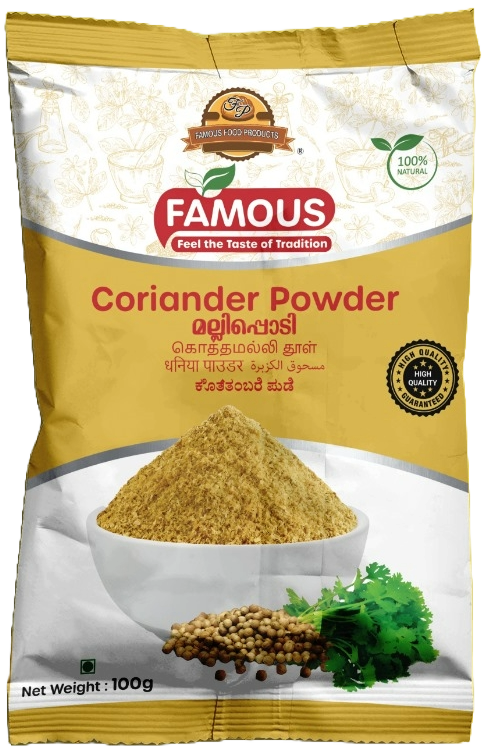 FP
FAMOUS FOOD PRODUCTS
®
100%
NATURAL
FAMOUS
Feel the Taste of Tradition
Coriander Powder
മല്ലിപ്പൊടി
கொத்தமல்லி தூள்
धनिया पाउडर مسحوق الكزبرة
ಕೊತ್ತಂಬರೆ ಪುಡಿ
HIGH QUALITY
HIGH
QUALITY
GUARANTEED
Net Weight : 100g